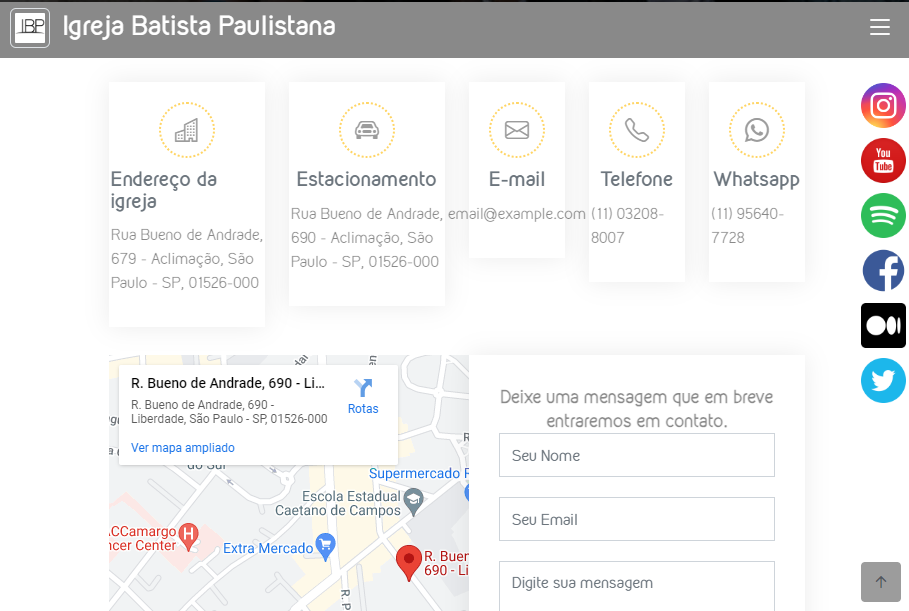 IBP
Igreja Batista Paulistana
Endereço da
igreja
Rua Bueno de Andrade,
679 - Aclimação, São
Paulo - SP, 01526-000
Estacionamento
Rua Bueno de Andrade,
690 - Aclimação, São
Paulo - SP, 01526-000
E-mail
email@example.com
Telefone
(11) 03208-
8007
Whatsapp
(11) 95640-
7728
You
Tube
R. Bueno de Andrade, 690 - Li...
R. Bueno de Andrade, 690 -
Liberdade, São Paulo - SP, 01526-000
Ver mapa ampliado
Rotas
do Sul
Supermercado
Escola Estadual
Caetano de Campos
ACCamargo
ncer Center
H
Extra Mercado
R. Buen
690 - Li
R. P
Deixe uma mensagem que em breve
entraremos em contato.
Seu Nome
Seu Email
Digite sua mensagem